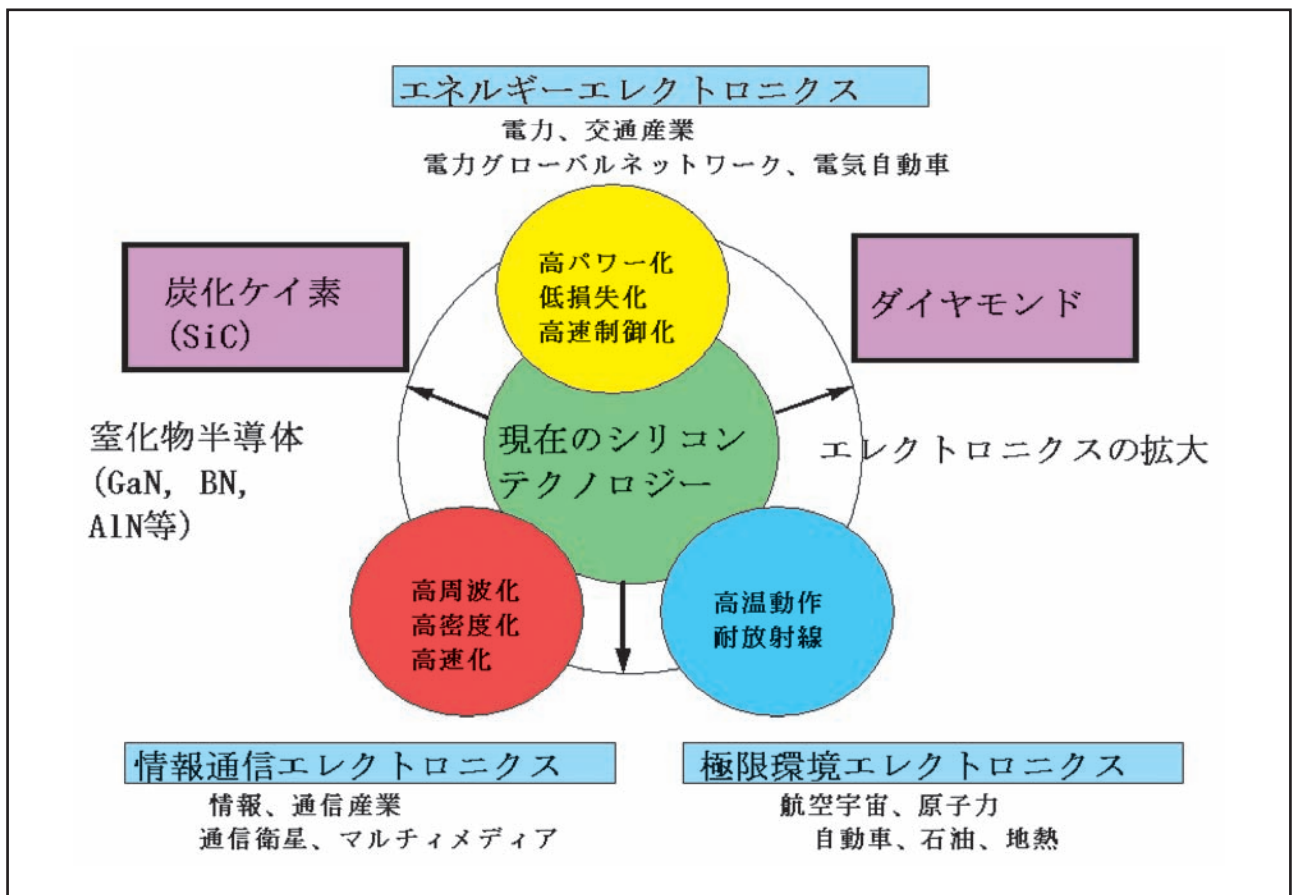 エネルギーエレクトロニクス
電力、交通産業
電力グローバルネットワーク、電気自動車
高パワー化
低損失化
高速制御化
炭化ケイ素
(SiC)
ダイヤモンド
窒化物半導体
(GaN, BN,
AlN等)
現在のシリコン
テクノロジー
エレクトロニクスの拡大
高周波化
高密度化
高速化
高温動作
耐放射線
情報通信エレクトロニクス
情報、通信産業
通信衛星、マルチィメディア
極限環境エレクトロニクス
航空宇宙、原子力
自動車、石油、地熱